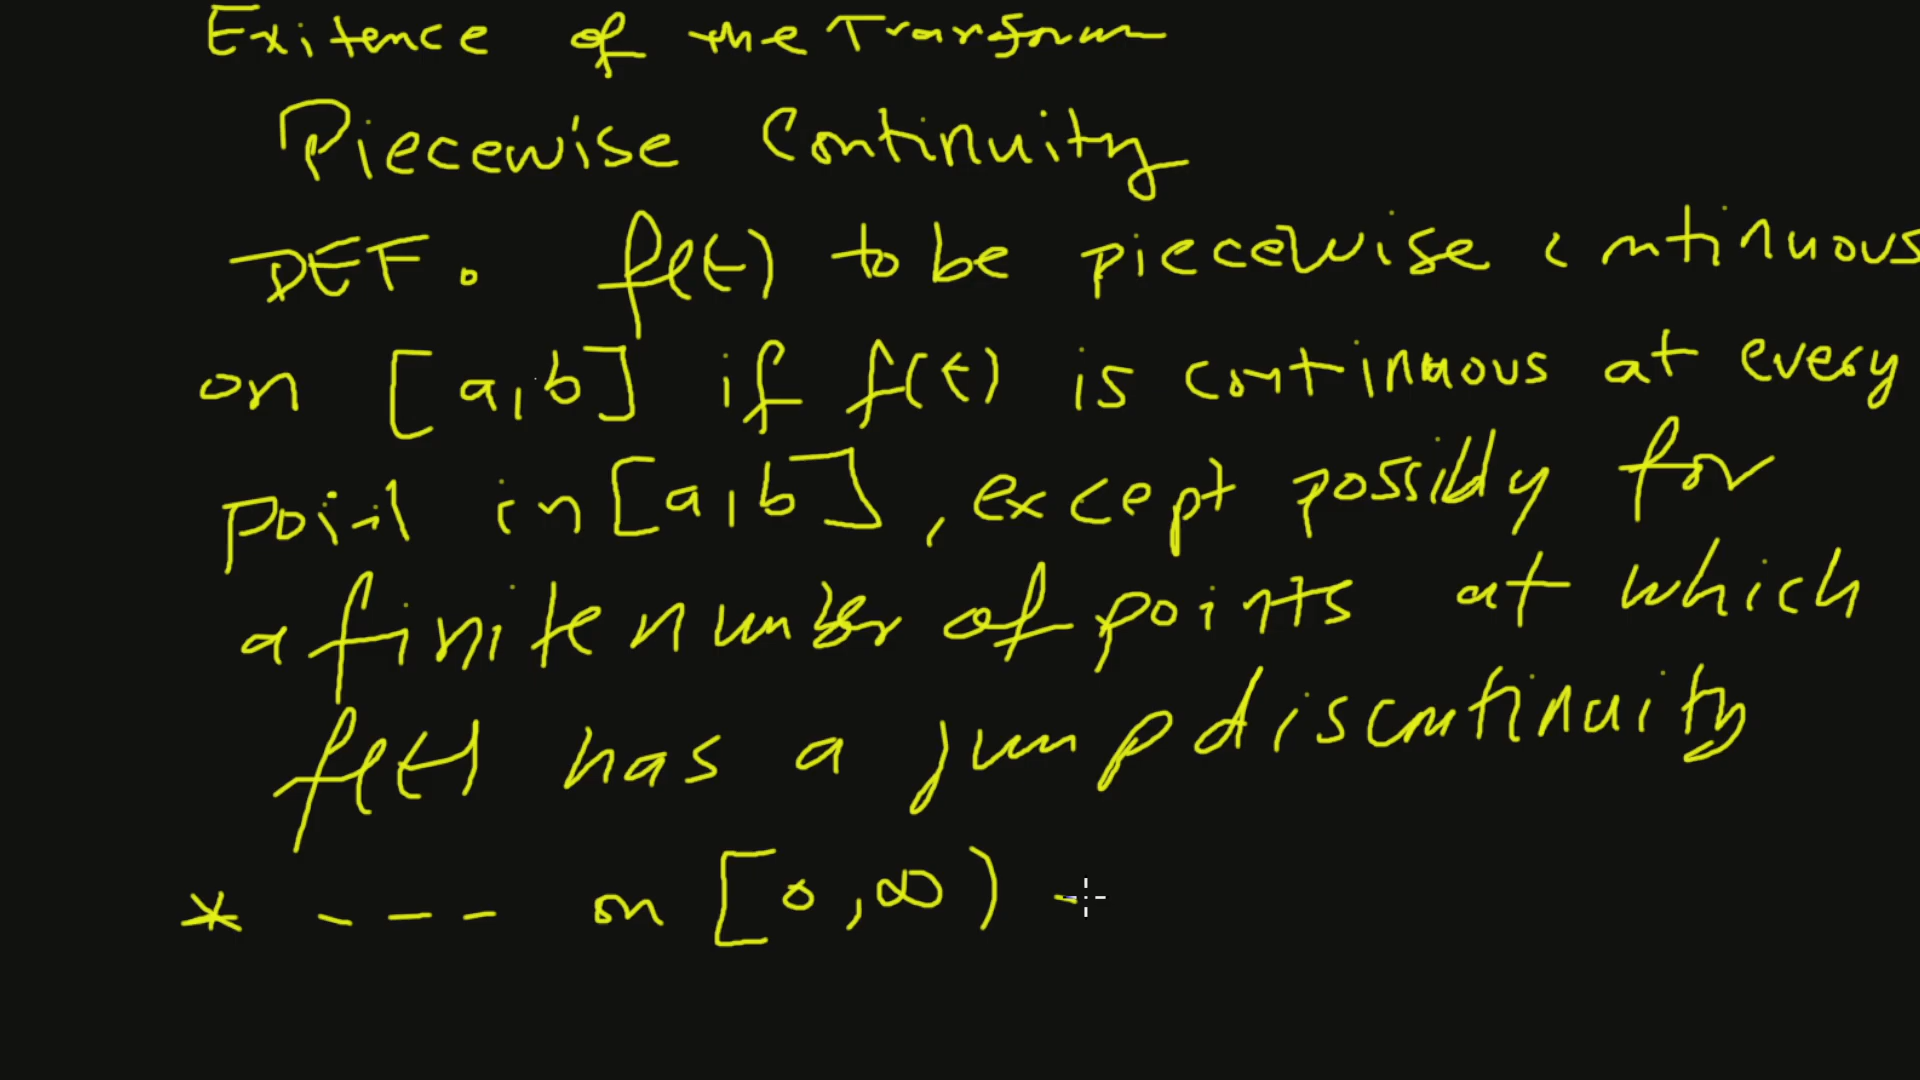 Exitence of the Transform
Piecewise Continuity
DEF. f(t) to be piecewise continuous
on [a,b] if f(t) is continuous at every
point in [a,b], except possibly for
a finite number of points at which
f(t) has a jump discontinuity
* --- on [0,∞) -